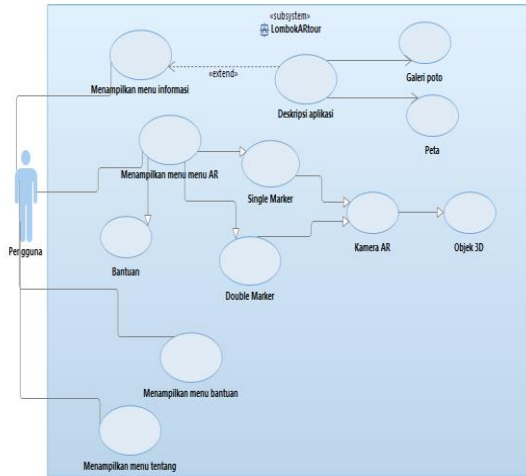 «subsystem»
LombokARtour
Menampilkan menu informasi
«extend»
Deskripsi aplikasi
Galeri poto
Peta
Menampilkan menu menu AR
Single Marker
Pengguna
Bantuan
Double Marker
Kamera AR
Objek 3D
Menampilkan menu bantuan
Menampilkan menu tentang